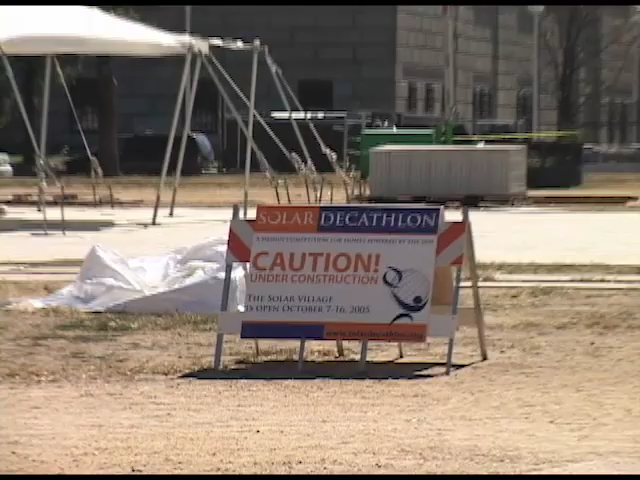 SOLAR DECATHLON
CAUTION!
UNDER CONSTRUCTION
THE SOLAR VILLAGE
IS OPEN OCTOBER 7-16, 2005